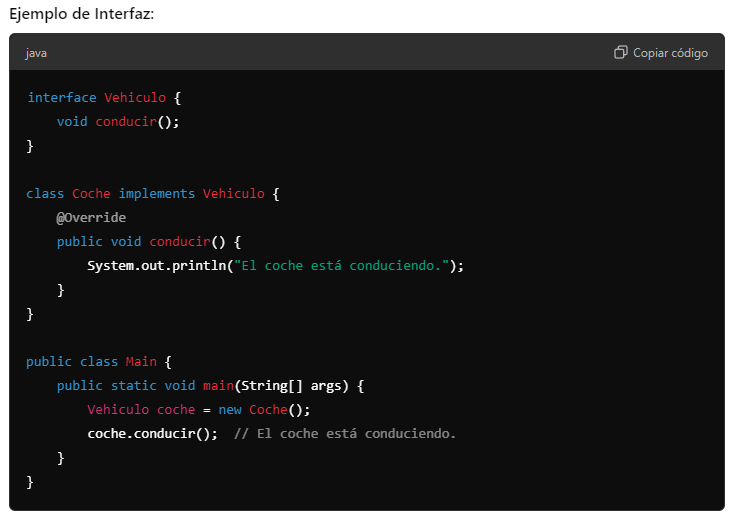 Ejemplo de Interfaz:
java
Copiar código
interface Vehiculo {
    void conducir();
}
class Coche implements Vehiculo {
    @Override
    public void conducir() {
        System.out.println("El coche está conduciendo.");
    }
}
public class Main {
    public static void main(String[] args) {
        Vehiculo coche = new Coche();
        coche.conducir();  // El coche está conduciendo.
    }
}